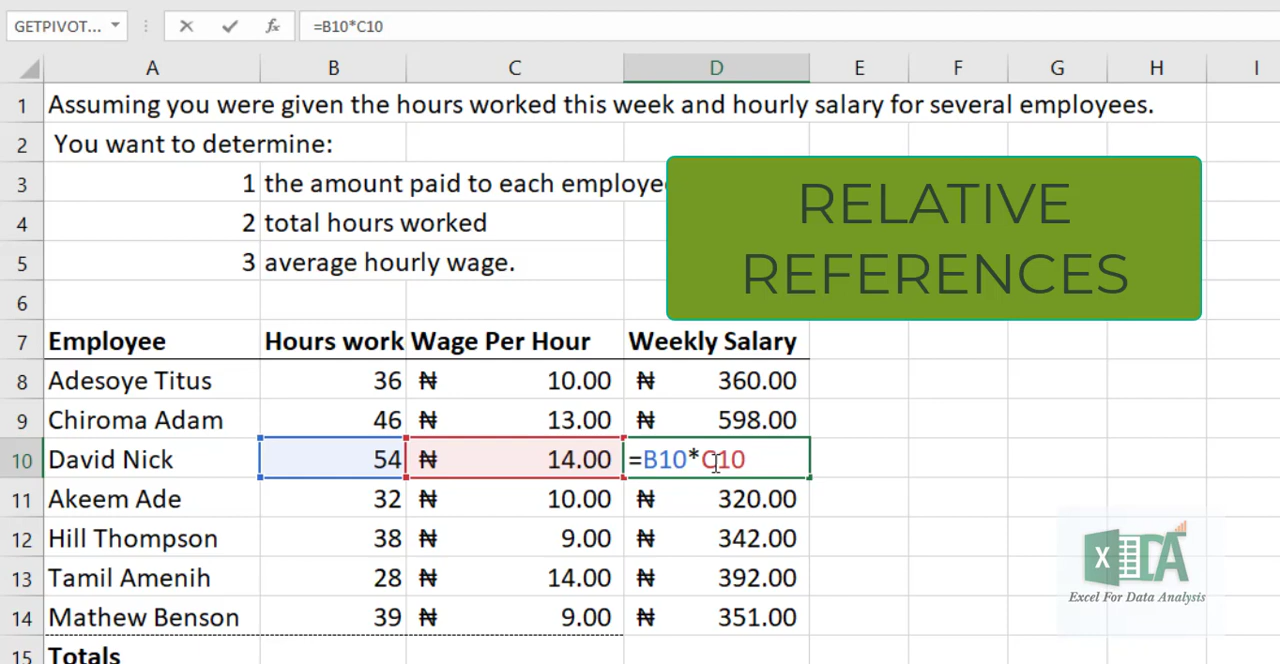 GETPIVOT... fx =B10*C10
A B C D E F G H I
1 Assuming you were given the hours worked this week and hourly salary for several employees.
2 You want to determine:
3 1 the amount paid to each employe
4 2 total hours worked
5 3 average hourly wage.
6
RELATIVE
REFERENCES
7 Employee Hours work Wage Per Hour Weekly Salary
8 Adesoye Titus 36 ₦ 10.00 ₦ 360.00
9 Chiroma Adam 46 ₦ 13.00 ₦ 598.00
10 David Nick 54 ₦ 14.00 =B10*C10
11 Akeem Ade 32 ₦ 10.00 ₦ 320.00
12 Hill Thompson 38 ₦ 9.00 ₦ 342.00
13 Tamil Amenih 28 ₦ 14.00 ₦ 392.00
14 Mathew Benson 39 ₦ 9.00 ₦ 351.00
15 Totals
X DA
Excel For Data Analysis